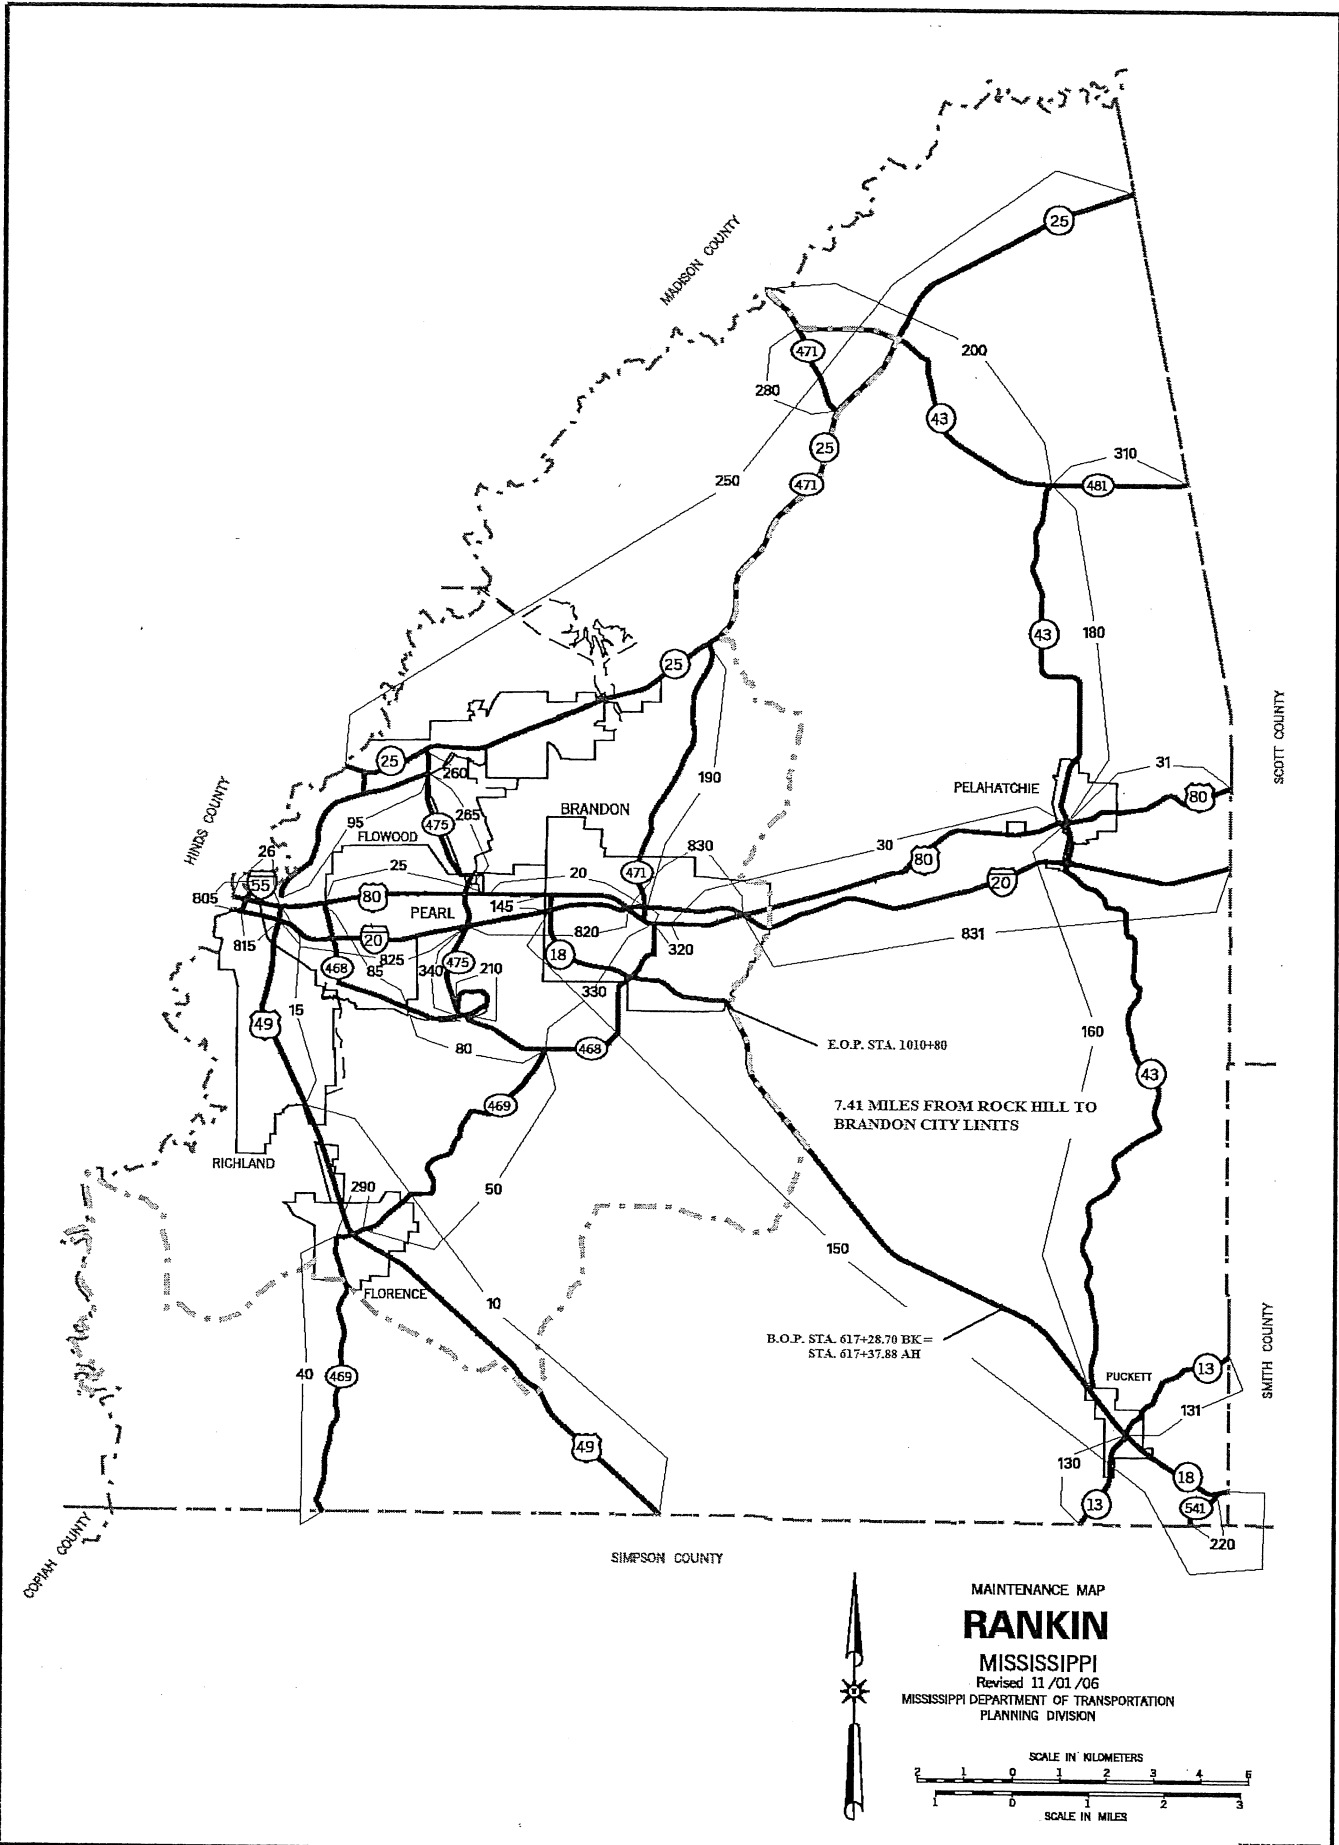 25
MADISON COUNTY
471
200
280
43
25
310
250
471
481
43
180
25
SCOTT COUNTY
25
260
190
31
PELAHATCHIE
80
HINDS COUNTY
95
475
265
BRANDON
FLOWOOD
830
30
80
26
55
25
20
471
20
805
80
PEARL
145
815
20
820
831
825
18
320
468
85
340
475
210
330
15
49
160
80
468
E.O.P. STA. 1010+80
43
469
7.41 MILES FROM ROCK HILL TO
BRANDON CITY LINITS
RICHLAND
290
50
150
FLORENCE
10
B.O.P. STA. 617+28.70 BK=
STA. 617+37.88 AH
40
469
PUCKETT
13
SMITH COUNTY
131
49
130
18
13
541
220
COPIAH COUNTY
SIMPSON COUNTY
MAINTENANCE MAP
RANKIN
MISSISSIPPI
Revised 11/01/06
MISSISSIPPI DEPARTMENT OF TRANSPORTATION
PLANNING DIVISION
SCALE IN KILOMETERS
2 1 0 1 2 3 4 5
1 0 1 2 3
SCALE IN MILES